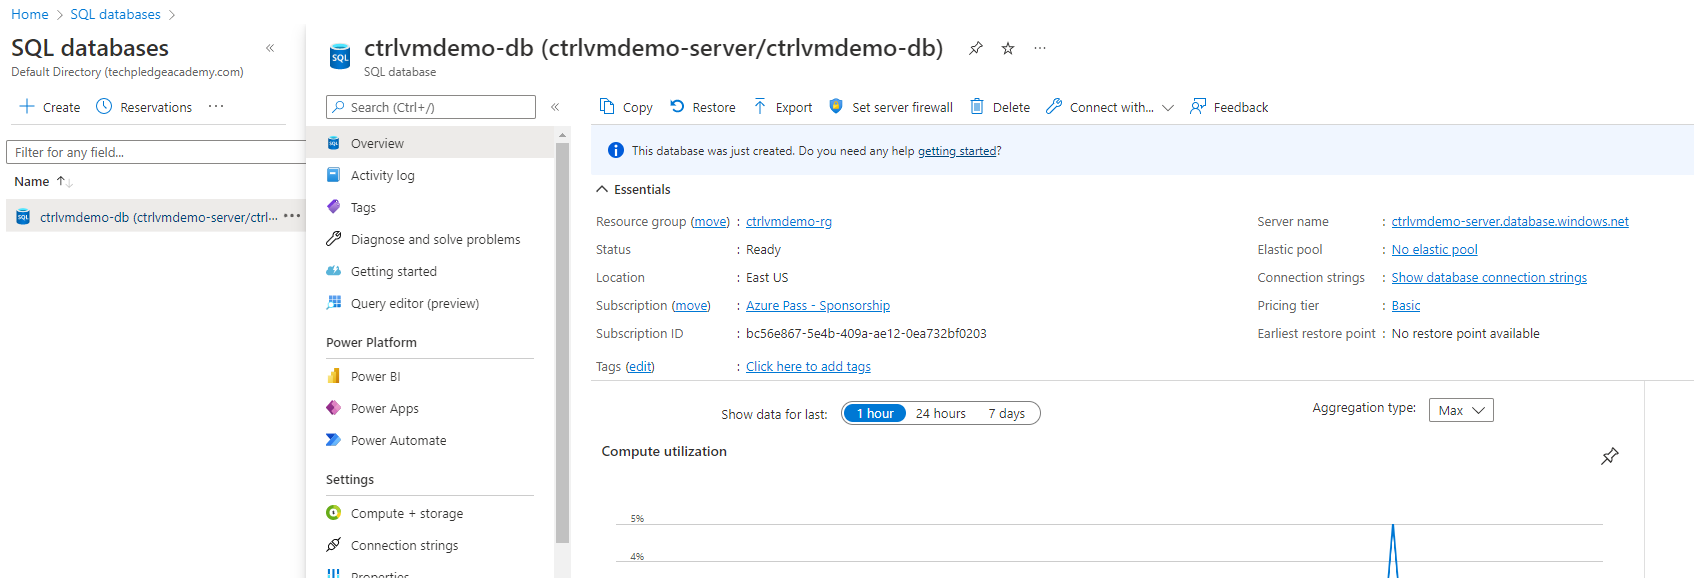 Home > SQL databases >
SQL databases «
Default Directory (techpledgeacademy.com)
Create Reservations ...
Filter for any field...
Name ↑↓
SQL ctrlvmdemo-db (ctrlvmdemo-server/ctrl... ...
SQL
ctrlvmdemo-db (ctrlvmdemo-server/ctrlvmdemo-db) ...
SQL database
Search (Ctrl+/) «
SQL Overview
Activity log
Tags
Diagnose and solve problems
Getting started
Query editor (preview)
Power Platform
Power BI
Power Apps
Power Automate
Settings
Compute + storage
Connection strings
Properties
Copy Restore Export Set server firewall Delete Connect with... Feedback
This database was just created. Do you need any help getting started?
Essentials
Resource group (move) : ctrlvmdemo-rg
Status : Ready
Location : East US
Subscription (move) : Azure Pass - Sponsorship
Subscription ID : bc56e867-5e4b-409a-ae12-0ea732bf0203
Tags (edit) : Click here to add tags
Server name : ctrlvmdemo-server.database.windows.net
Elastic pool : No elastic pool
Connection strings : Show database connection strings
Pricing tier : Basic
Earliest restore point : No restore point available
Show data for last: 1 hour 24 hours 7 days
Aggregation type: Max
Compute utilization
5%
4%